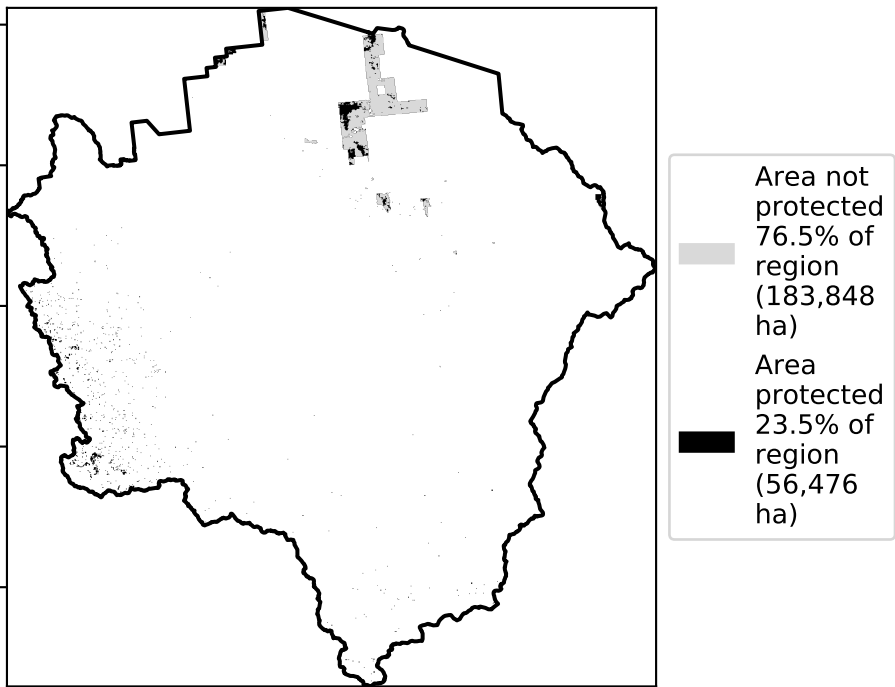 Area not
protected
76.5% of
region
(183,848
ha)
Area
protected
23.5% of
region
(56,476
ha)